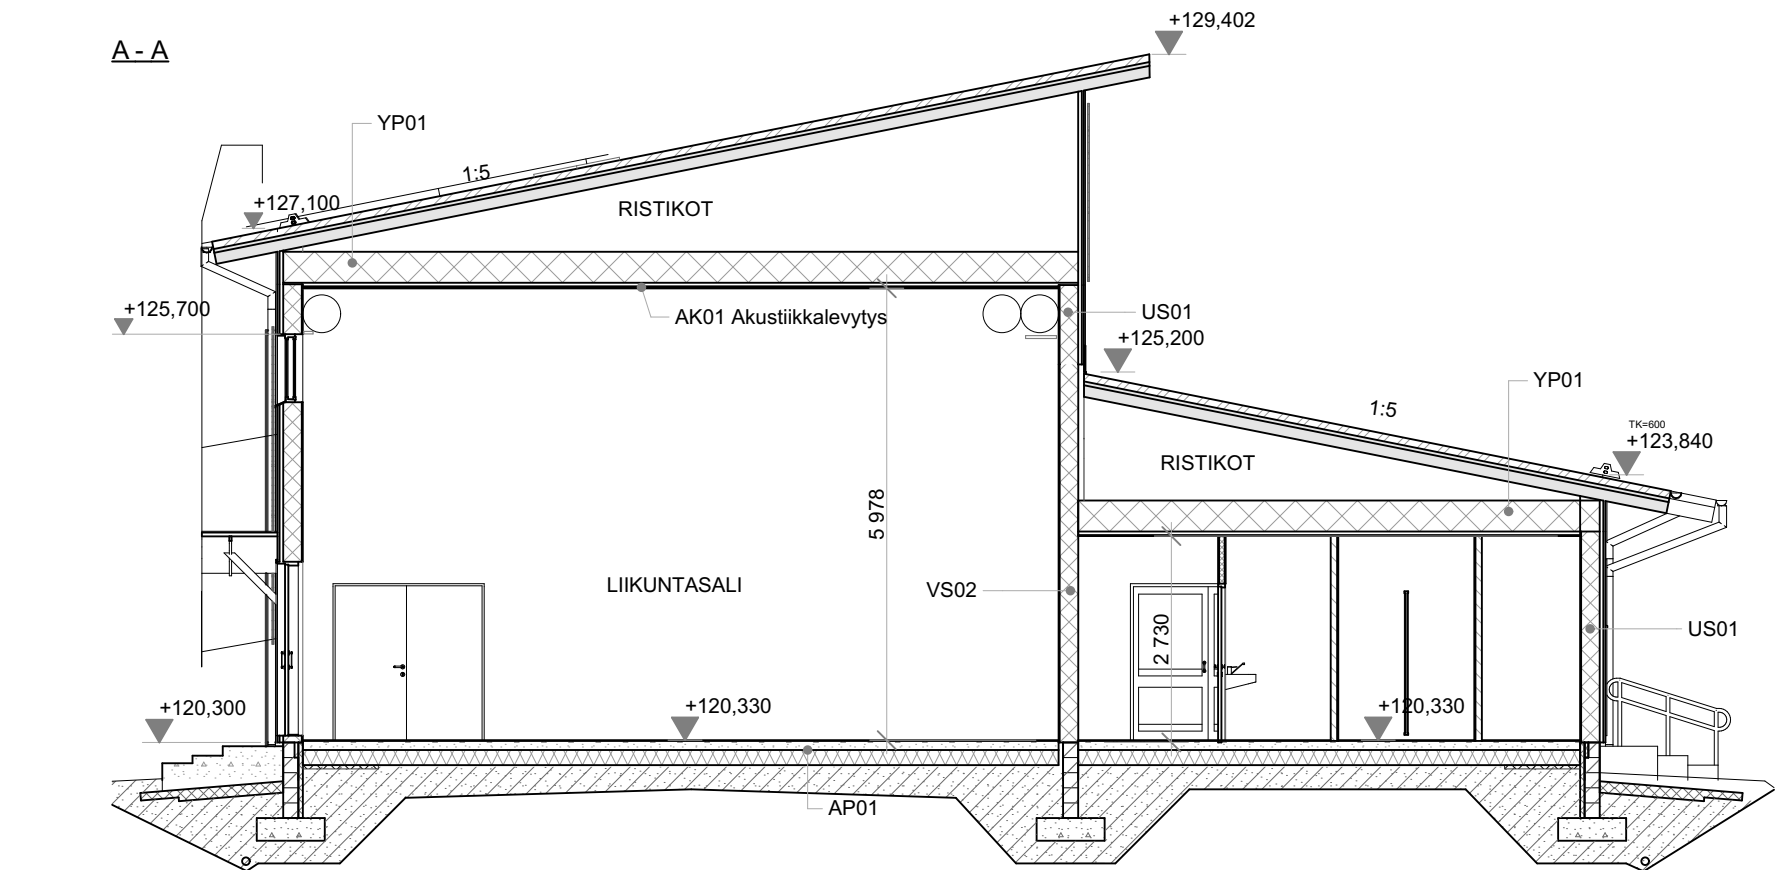 +129,402
A - A
YP01
1:5
+127,100
RISTIKOT
+125,700
AK01 Akustiikkalevytys
US01
+125,200
YP01
1:5
TK=600
+123,840
RISTIKOT
5 978
LIIKUNTASALI
VS02
2 730
US01
+120,300
+120,330
+120,330
AP01